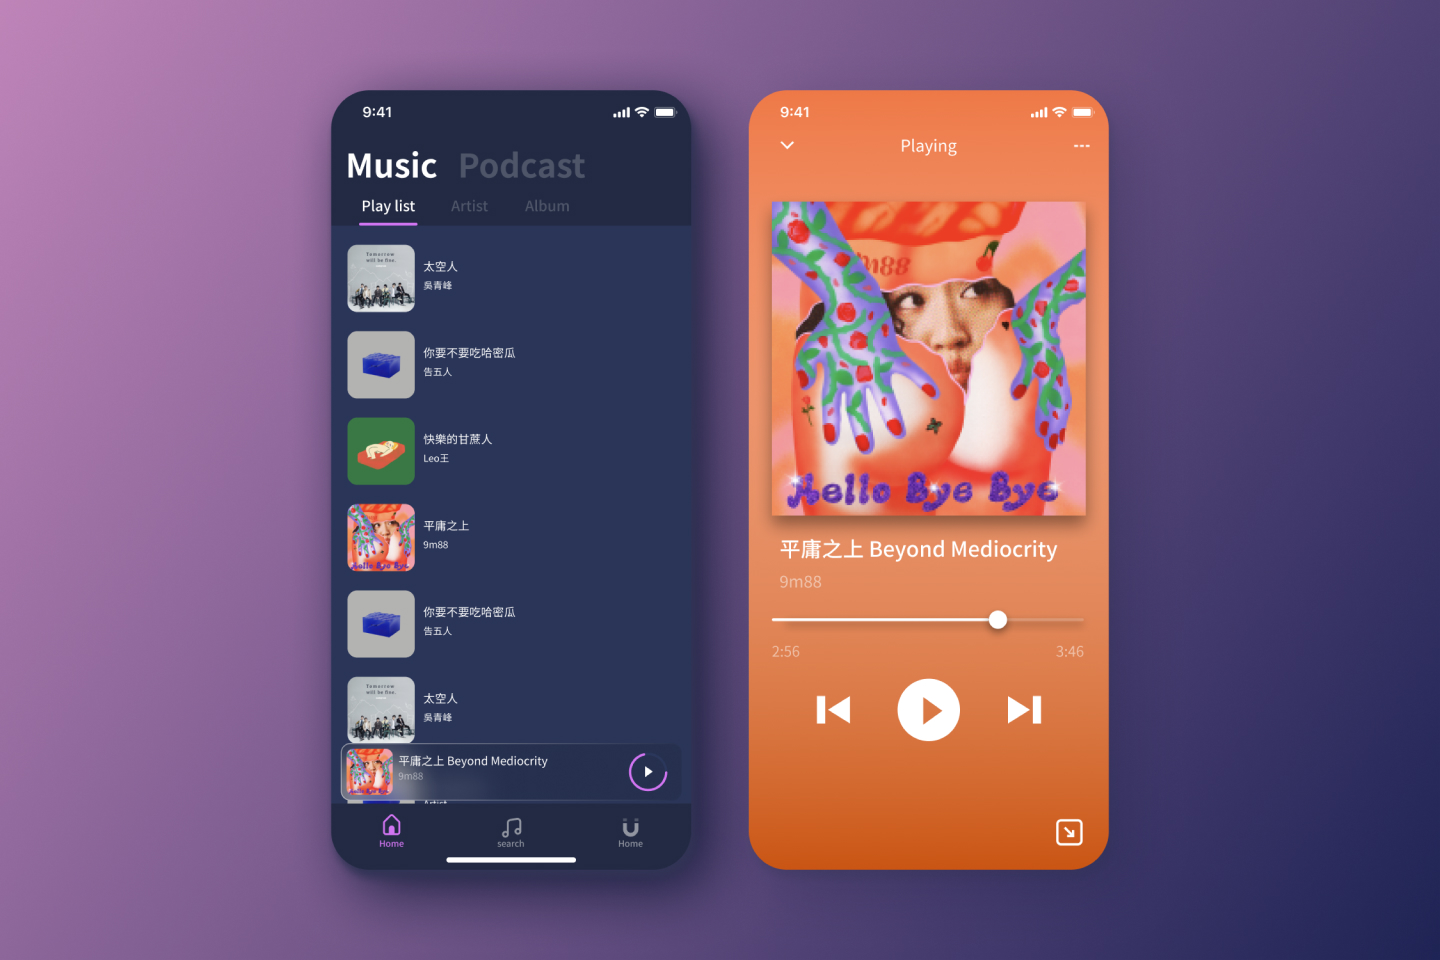 9:41
Music Podcast
Play list Artist Album
Tomorrow
will be fine.
太空人
吳青峰
你要不要吃哈密瓜
告五人
快樂的甘蔗人
Leo王
平庸之上
9m88
Hello Bye Bye
你要不要吃哈密瓜
告五人
Tomorrow
will be fine.
太空人
吳青峰
平庸之上 Beyond Mediocrity
9m88
Hello Bye Bye
Artist
Home search Home
9:41
Playing
m88
Hello Bye Bye
平庸之上 Beyond Mediocrity
9m88
2:56 3:46